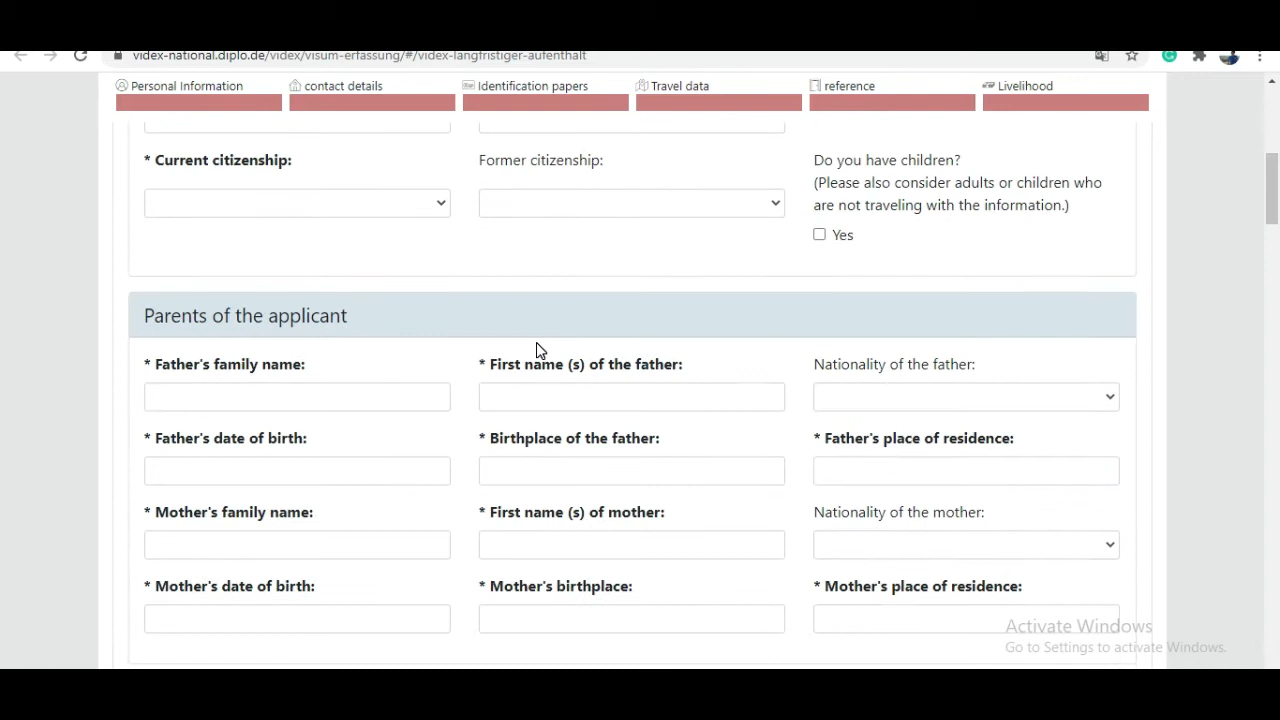 videx-national.diplo.de/videx/visum-erfassung/#/videx-langfristiger-aufenthalt
Personal Information contact details Identification papers Travel data reference Livelihood
* Current citizenship: Former citizenship: Do you have children?
(Please also consider adults or children who
are not traveling with the information.)
Yes
Parents of the applicant
* Father's family name: * First name (s) of the father: Nationality of the father:
* Father's date of birth: * Birthplace of the father: * Father's place of residence:
* Mother's family name: * First name (s) of mother: Nationality of the mother:
* Mother's date of birth: * Mother's birthplace: * Mother's place of residence:
Activate Windows
Go to Settings to activate Windows.